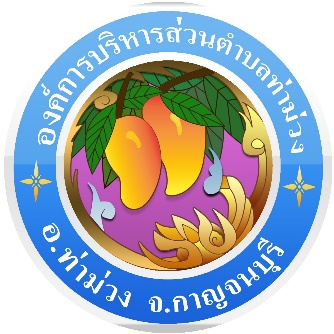 องค์การบริหารส่วนตำบลท่าม่วง
อ.ท่าม่วง จ.กาญจนบุรี